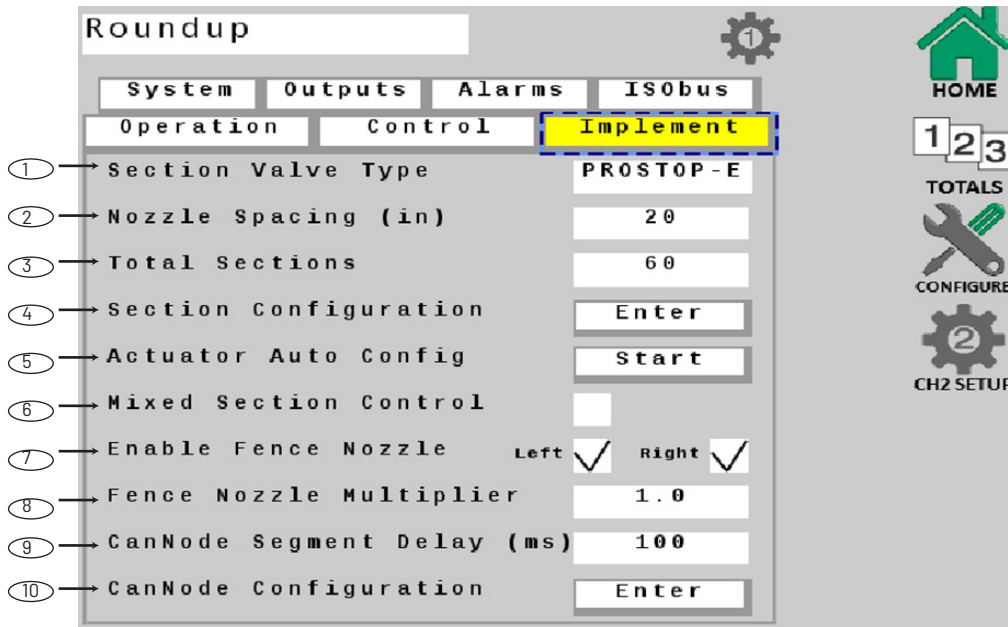 Roundup
1
HOME
System Outputs Alarms ISObus
Operation Control Implement
1 Section Valve Type PROSTOP-E
123
TOTALS
2 Nozzle Spacing (in) 20
3 Total Sections 60
CONFIGURE
4 Section Configuration Enter
2
5 Actuator Auto Config Start
CH2 SETUP
6 Mixed Section Control
7 Enable Fence Nozzle Left Right
8 Fence Nozzle Multiplier 1.0
9 CanNode Segment Delay (ms) 100
10 CanNode Configuration Enter